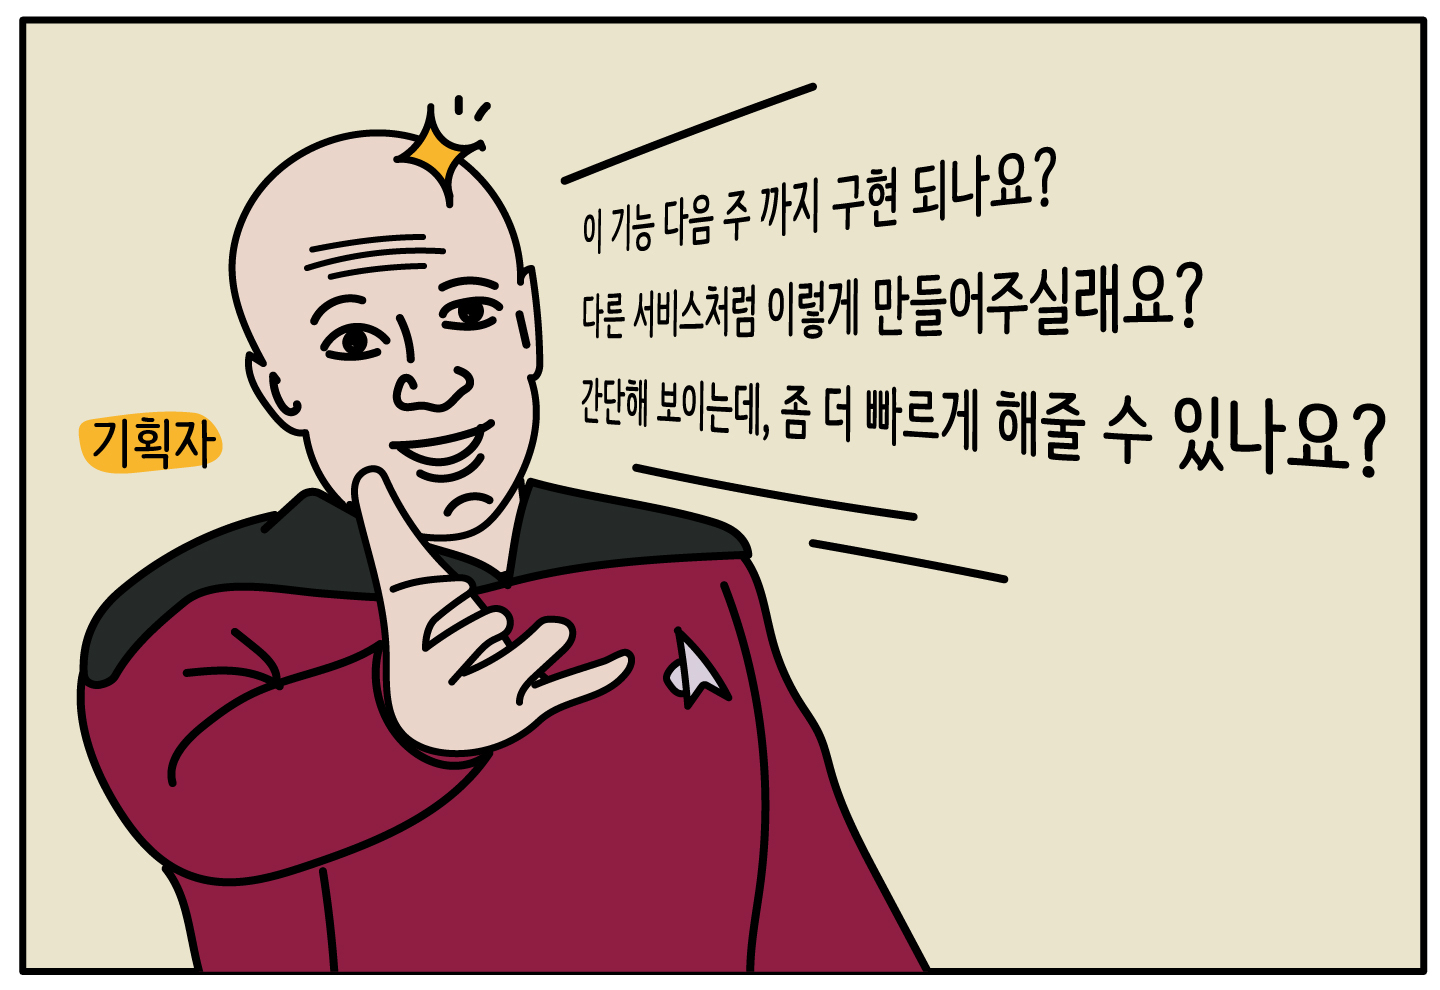 이 기능 다음 주 까지 구현 되나요?
다른 서비스처럼 이렇게 만들어주실래요?
간단해 보이는데, 좀 더 빠르게 해줄 수 있나요?
기획자